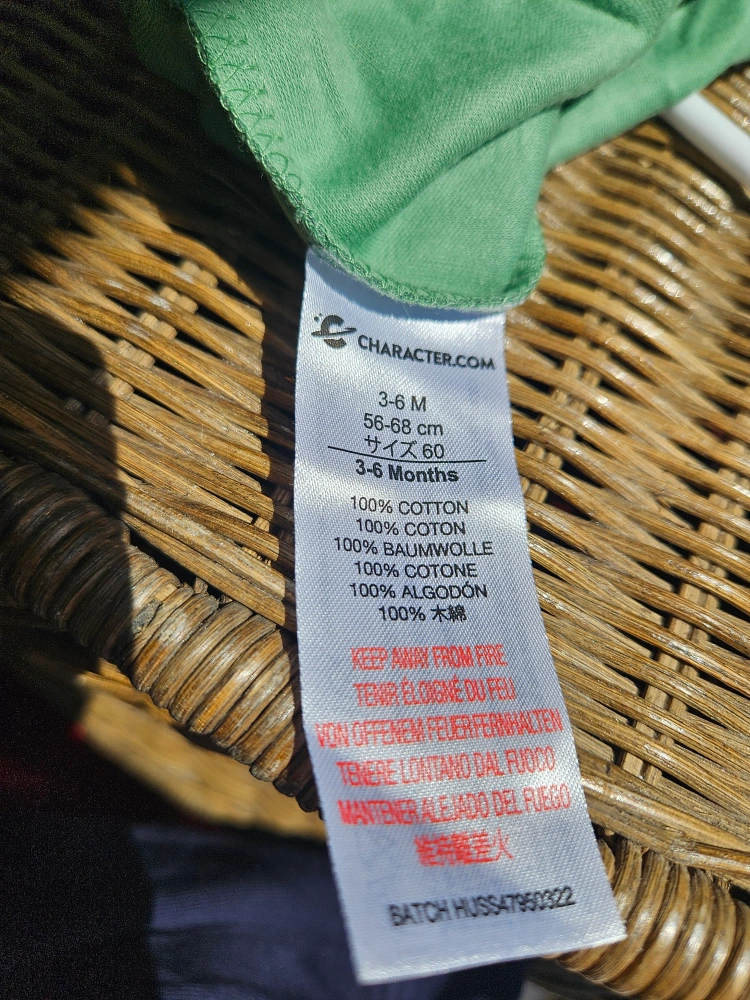 CHARACTER.COM
3-6 M
56-68 cm
サイズ 60
3-6 Months
100% COTTON
100% COTON
100% BAUMWOLLE
100% COTONE
100% ALGODÓN
100% 木綿
KEEP AWAY FROM FIRE
TENIR ÉLOIGNÉ DU FEU
VON OFFENEM FEUER FERNHALTEN
TENERE LONTANO DAL FUOCO
MANTENER ALEJADO DEL FUEGO
BATCH HUSS47950322